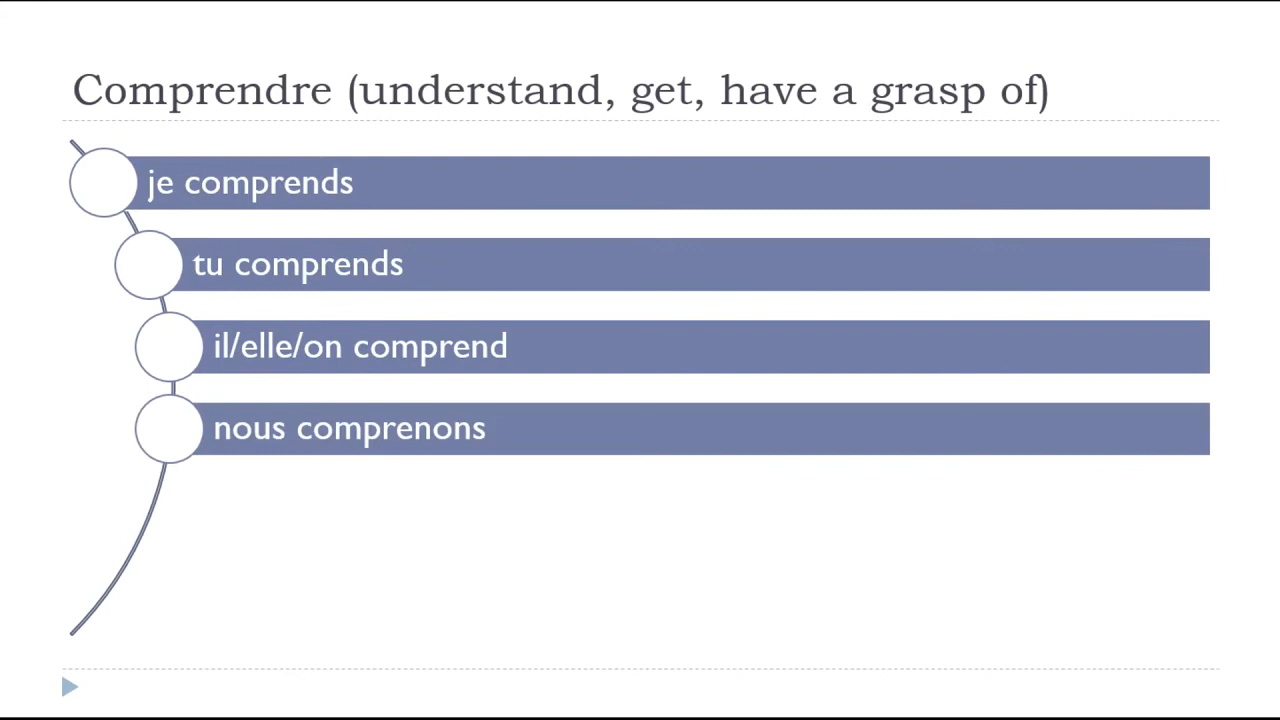 Comprendre (understand, get, have a grasp of)
je comprends
tu comprends
il/elle/on comprend
nous comprenons